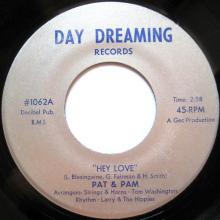 DAY DREAMING
RECORDS
#1062A
Decibel Pub.
B.M.I.
Time: 2:58
45-RPM
A Gec Production
"HEY LOVE"
(L. Blessingame, G. Fairman & H. Smith)
PAT & PAM
Arrangers: Strings & Horns - Tom Washington
Rhythm - Larry & The Hippies